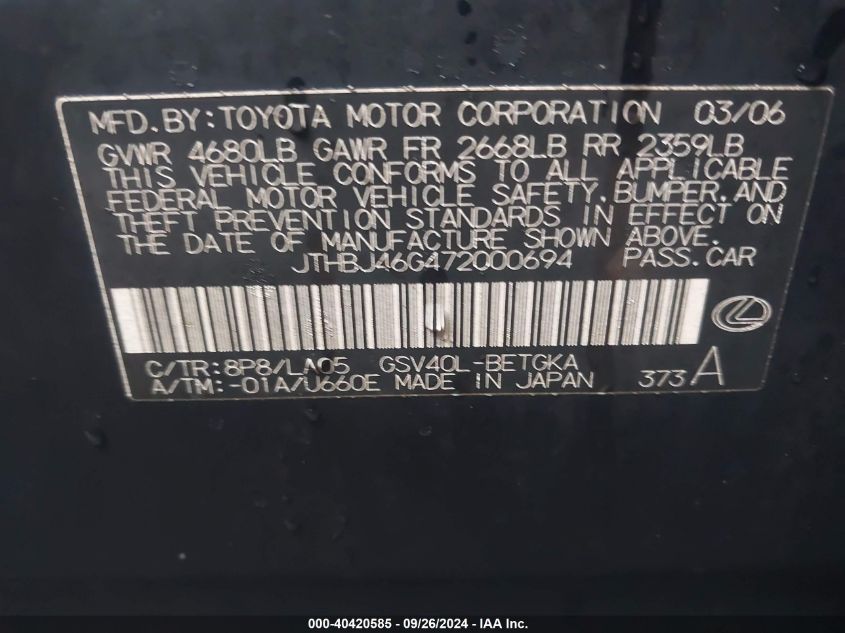 MFD.BY:TOYOTA MOTOR CORPORATION 03/06
GVWR 4680LB GAWR FR 2668LB RR 2359LB
THIS VEHICLE CONFORMS TO ALL APPLICABLE
FEDERAL MOTOR VEHICLE SAFETY,BUMPER,AND
THEFT PREVENTION STANDARDS IN EFFECT ON
THE DATE OF MANUFACTURE SHOWN ABOVE.
JTHBJ46G472000694 PASS.CAR
C/TR:8P8/LA05 GSV40L-BETGKA
A/TM:-01A/U660E MADE IN JAPAN 373A
000-40420585 - 09/26/2024 - IAA Inc.